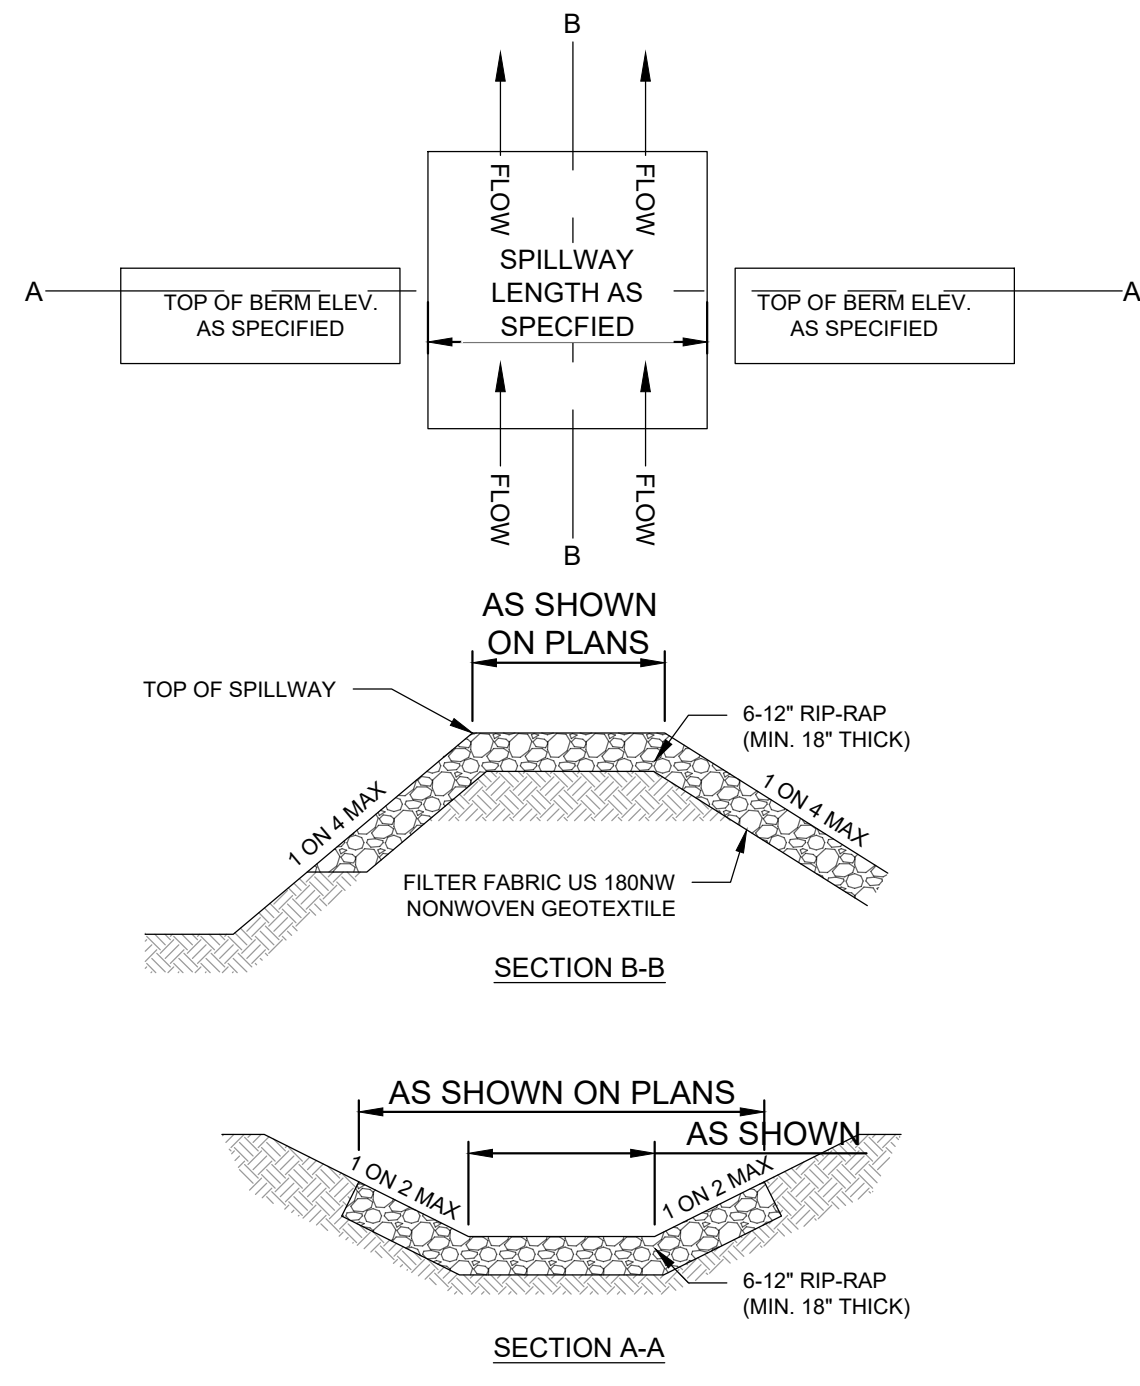 B
FLOW
FLOW
SPILLWAY
LENGTH AS
SPECFIED
A
TOP OF BERM ELEV.
AS SPECIFIED
TOP OF BERM ELEV.
AS SPECIFIED
A
FLOW
FLOW
B
AS SHOWN
ON PLANS
TOP OF SPILLWAY
6-12" RIP-RAP
(MIN. 18" THICK)
1 ON 4 MAX
1 ON 4 MAX
FILTER FABRIC US 180NW
NONWOVEN GEOTEXTILE
SECTION B-B
AS SHOWN ON PLANS
AS SHOWN
1 ON 2 MAX
1 ON 2 MAX
6-12" RIP-RAP
(MIN. 18" THICK)
SECTION A-A